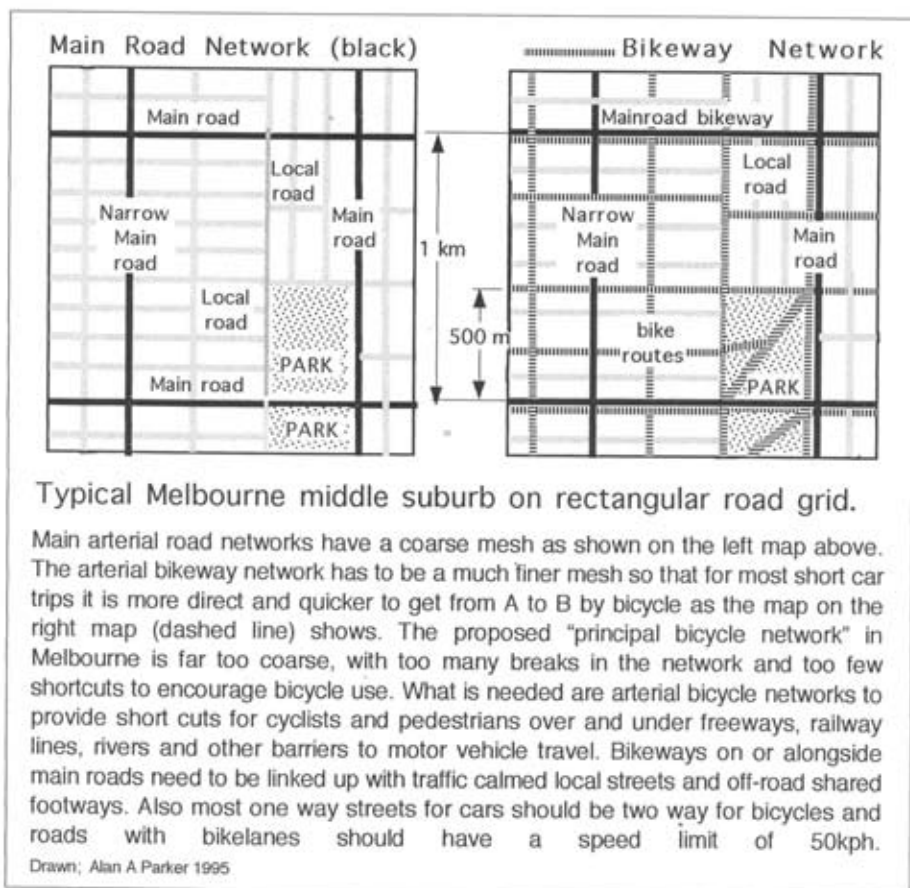 Main Road Network (black)
Bikeway Network
Main road
Local
road
Narrow
Main
road
Main
road
Local
road
PARK
Main road
PARK
1 km
500 m
Mainroad bikeway
Local
road
Narrow
Main
road
Main
road
bike
routes
PARK
Typical Melbourne middle suburb on rectangular road grid.
Main arterial road networks have a coarse mesh as shown on the left map above.
The arterial bikeway network has to be a much finer mesh so that for most short car
trips it is more direct and quicker to get from A to B by bicycle as the map on the
right map (dashed line) shows. The proposed "principal bicycle network" in
Melbourne is far too coarse, with too many breaks in the network and too few
shortcuts to encourage bicycle use. What is needed are arterial bicycle networks to
provide short cuts for cyclists and pedestrians over and under freeways, railway
lines, rivers and other barriers to motor vehicle travel. Bikeways on or alongside
main roads need to be linked up with traffic calmed local streets and off-road shared
footways. Also most one way streets for cars should be two way for bicycles and
roads with bikelanes should have a speed limit of 50kph.
Drawn; Alan A Parker 1995